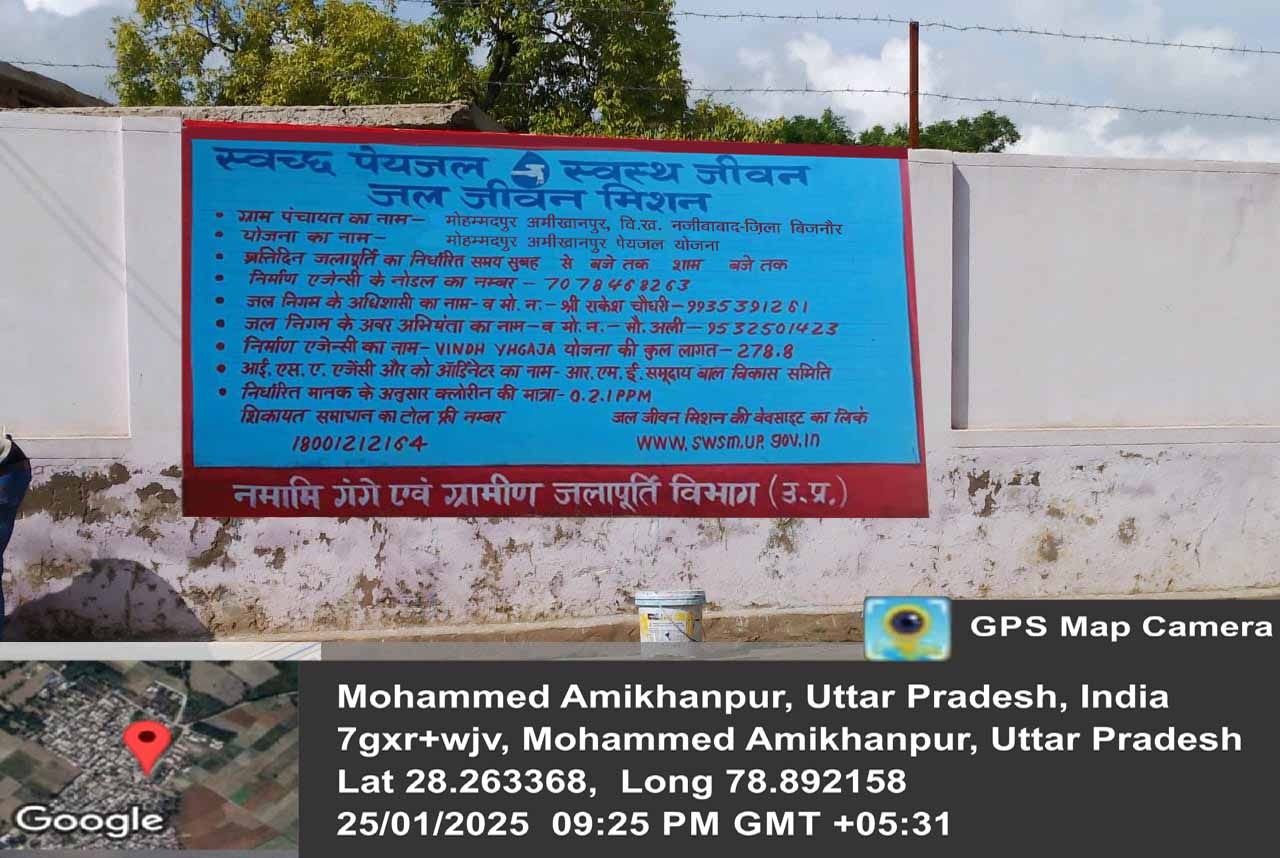 स्वच्छ पेयजल स्वस्थ जीवन
जल जीवन मिशन
• ग्राम पंचायत का नाम– मोहम्मदपुर अमीखानपुर, वि.ख. नजीबाबाद-ज़िला बिजनौर
• योजना का नाम– मोहम्मदपुर अमीखानपुर पेयजल योजना
• प्रतिदिन जलापूर्ति का निर्धारित समय सुबह से बजे तक शाम बजे तक
• निर्माण एजेन्सी के नोडल का नम्बर – 7078468263
• जल निगम के अधिशासी का नाम-व मो. न.– श्री राकेश चौधरी–9935391261
• जल निगम के अवर अभियंता का नाम–व मो. न.– मौ. अली–9532501423
• निर्माण एजेन्सी का नाम– VINDH YHGAJA योजना की कुल लागत–278.8
• आई. एस. ए. एजेंसी और को ऑर्डिनेटर का नाम- आर. एम. ई. समूदाय बाल विकास समिति
• निर्धारित मानक के अनुसार क्लोरीन की मात्रा- 0.2.1PPM
शिकायत समाधान का टोल फ्री नम्बर जल जीवन मिशन की वेवसाइट का लिकं
18001212164 www.swsm.up.gov.in
नमामि गंगे एवं ग्रामीण जलापूर्ति विभाग (उ.प्र.)
GPS Map Camera
Mohammed Amikhanpur, Uttar Pradesh, India
7gxr+wjv, Mohammed Amikhanpur, Uttar Pradesh
Lat 28.263368, Long 78.892158
25/01/2025 09:25 PM GMT +05:31
Google